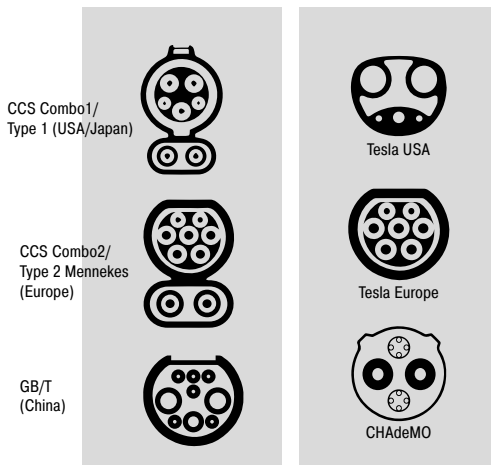 CCS Combo1/
Type 1 (USA/Japan)
CCS Combo2/
Type 2 Mennekes
(Europe)
GB/T
(China)
Tesla USA
Tesla Europe
CHAdeMO